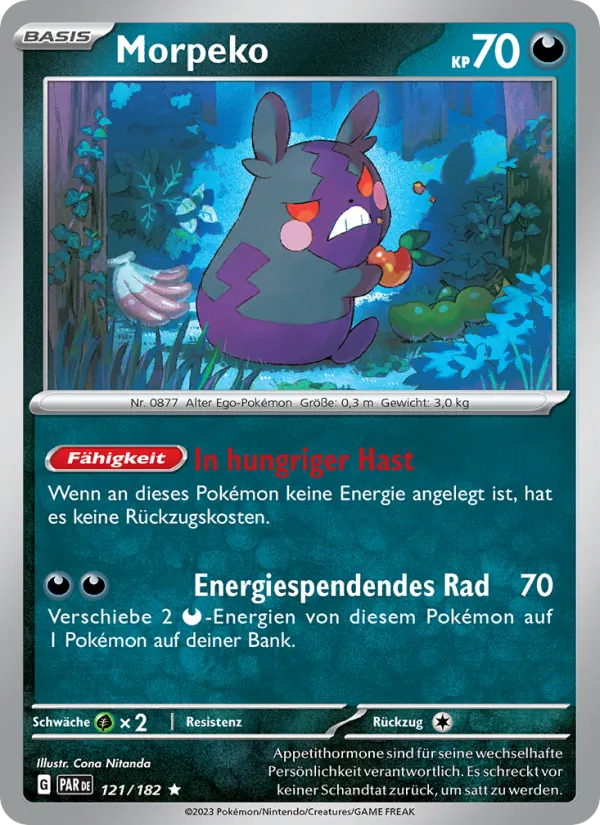 BASIS Morpeko KP 70
Nr. 0877 Alter Ego-Pokémon Größe: 0,3 m Gewicht: 3,0 kg
Fähigkeit In hungriger Hast
Wenn an dieses Pokémon keine Energie angelegt ist, hat
es keine Rückzugskosten.
Energiespendendes Rad 70
Verschiebe 2 -Energien von diesem Pokémon auf
1 Pokémon auf deiner Bank.
Schwäche ×2 Resistenz Rückzug
Illustr. Cona Nitanda
Appetithormone sind für seine wechselhafte
Persönlichkeit verantwortlich. Es schreckt vor
keiner Schandtat zurück, um satt zu werden.
G PAR DE 121/182 ★
©2023 Pokémon/Nintendo/Creatures/GAME FREAK